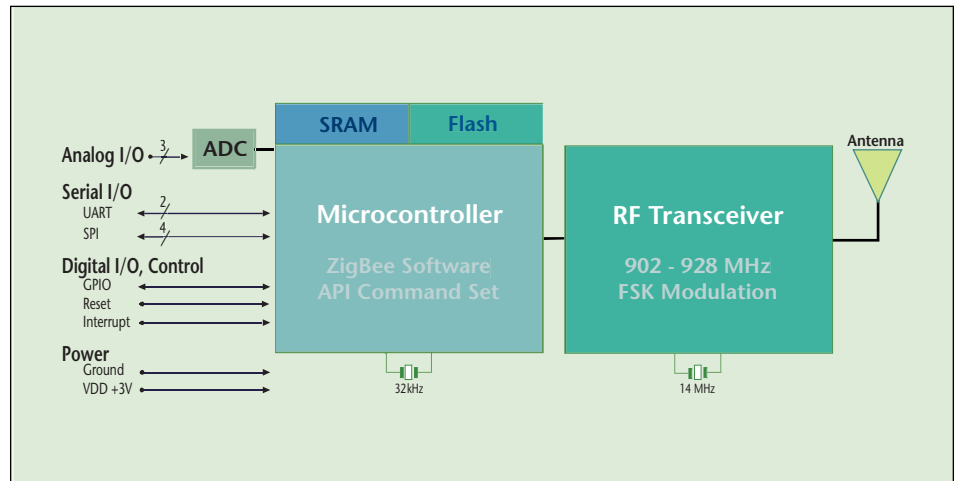 SRAM
Flash
Analog I/O
3
ADC
Antenna
Serial I/O
UART
2
SPI
4
Microcontroller
ZigBee Software
API Command Set
RF Transceiver
902 - 928 MHz
FSK Modulation
Digital I/O, Control
GPIO
Reset
Interrupt
Power
Ground
VDD +3V
32kHz
14 MHz